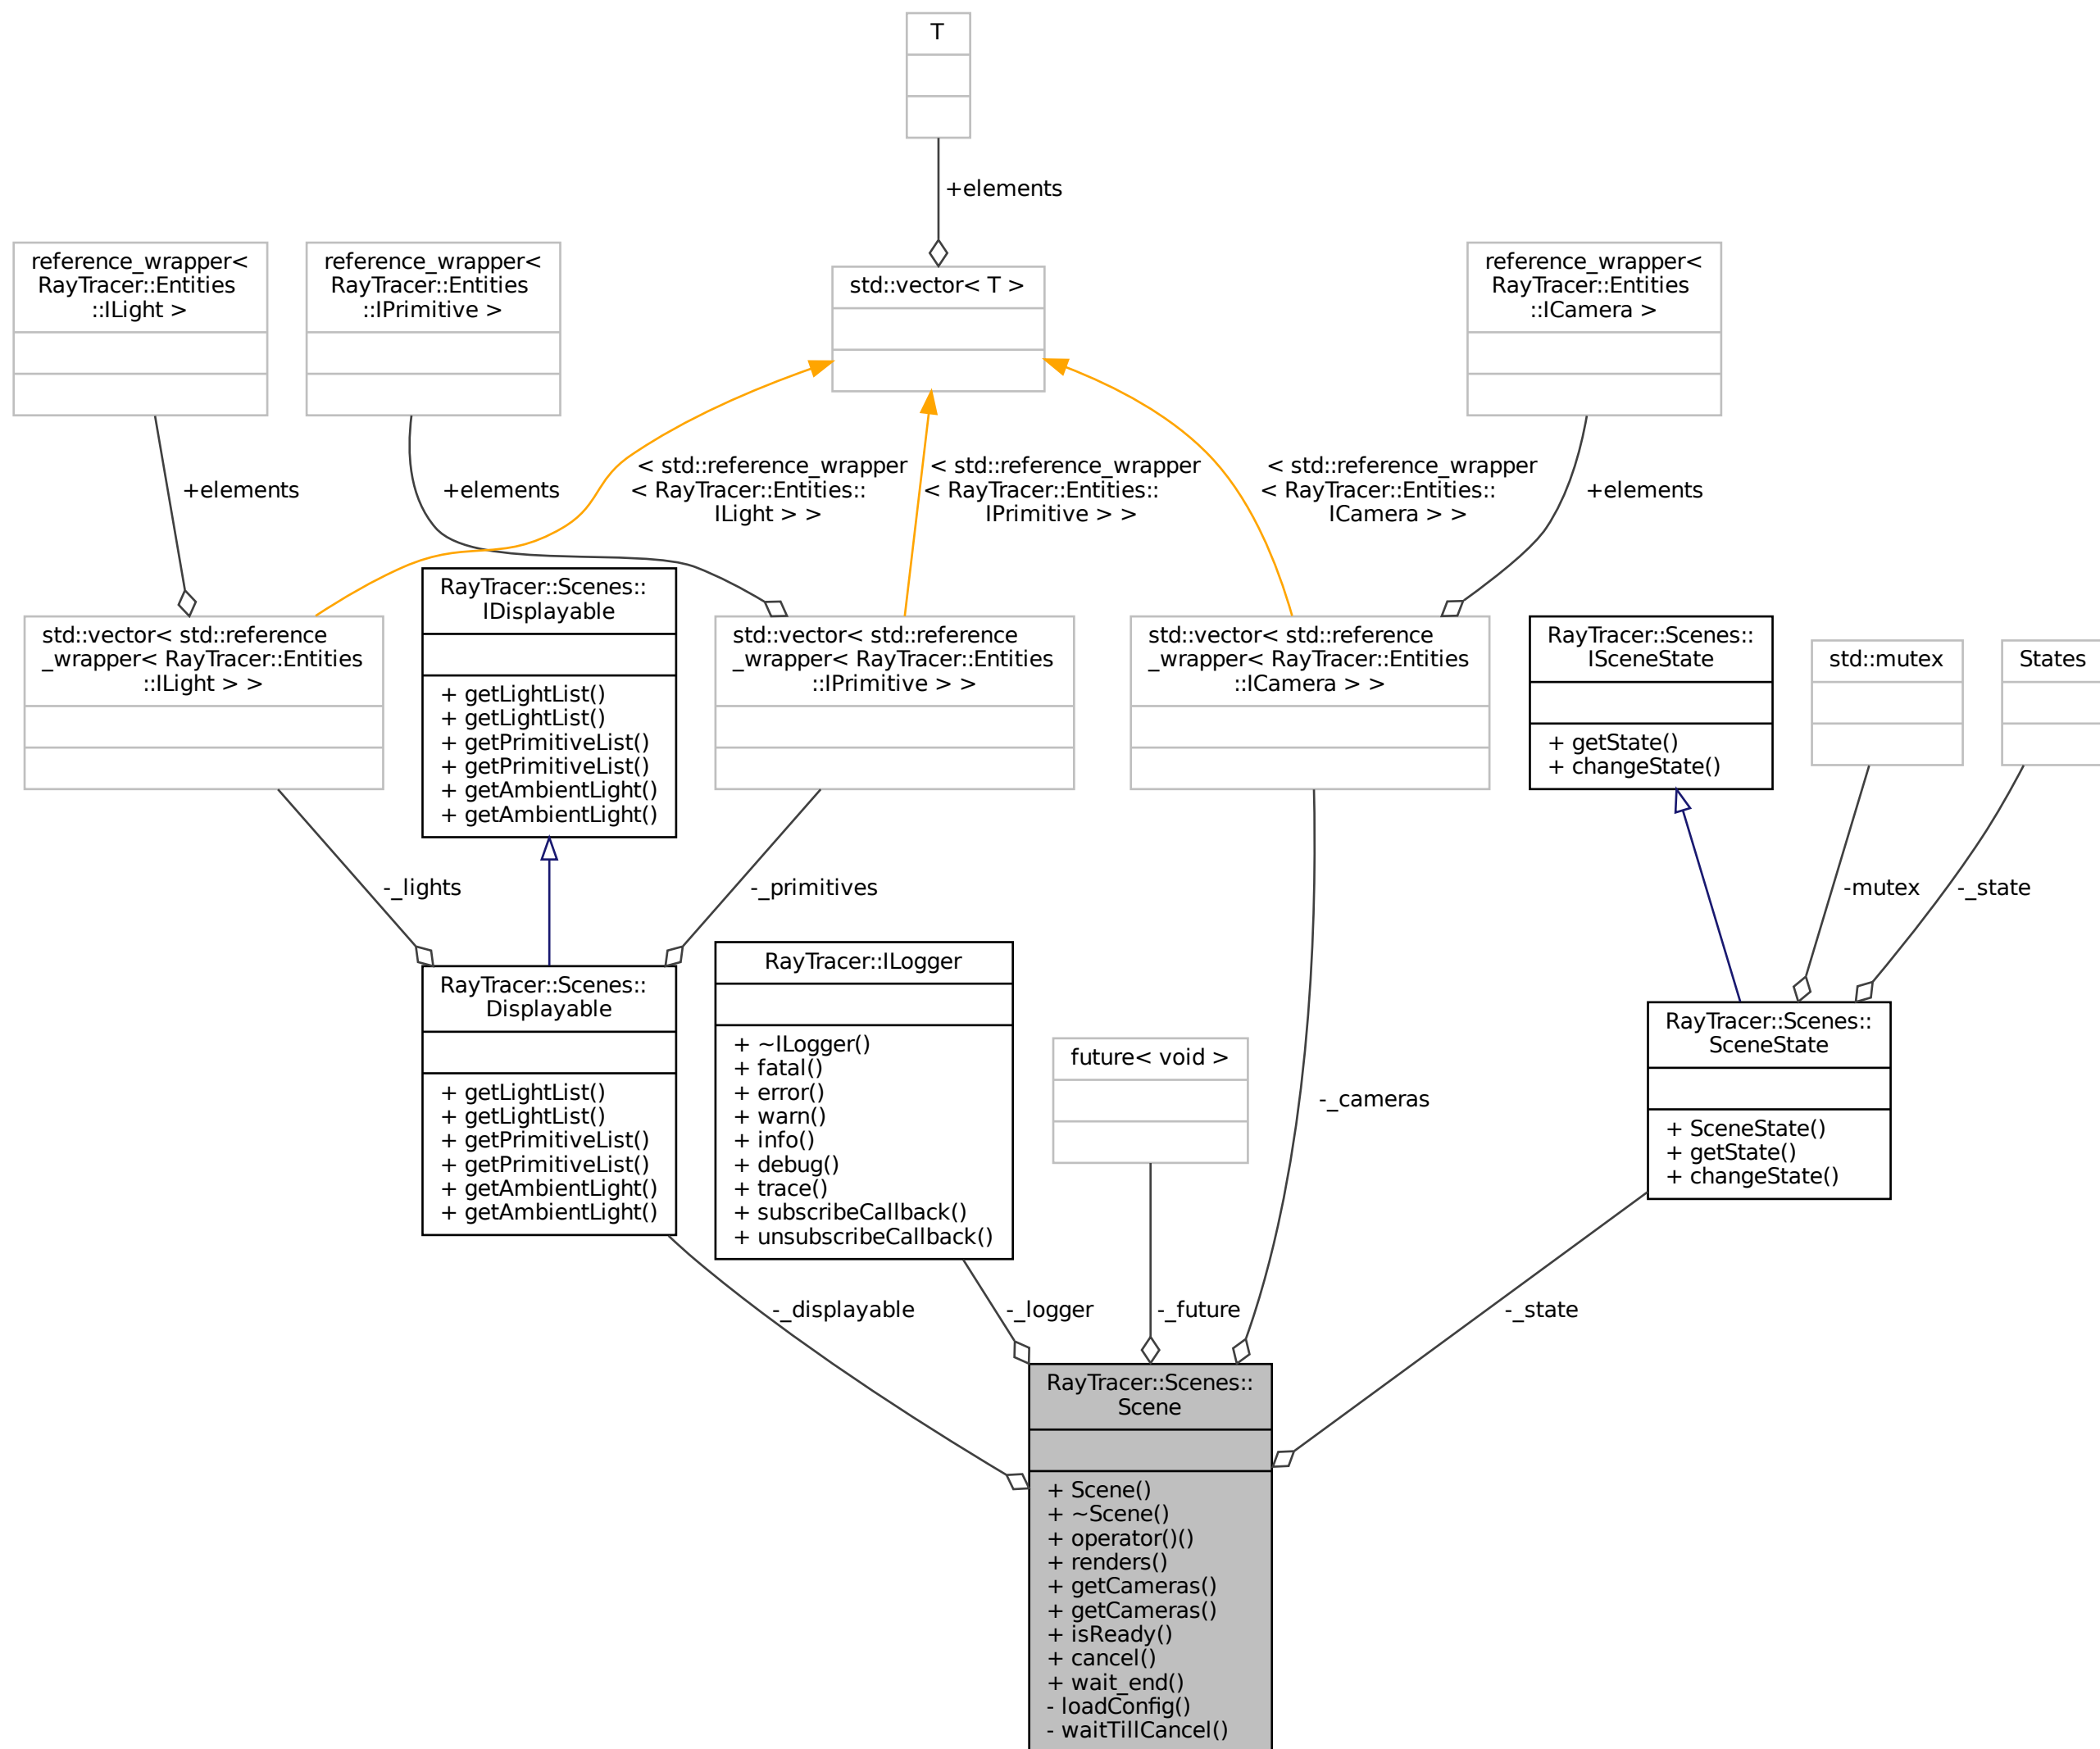 T
+elements
reference_wrapper<
RayTracer::Entities
::ILight >
reference_wrapper<
RayTracer::Entities
::IPrimitive >
std::vector< T >
reference_wrapper<
RayTracer::Entities
::ICamera >
+elements
+elements
< std::reference_wrapper
< RayTracer::Entities::
ILight > >
< std::reference_wrapper
< RayTracer::Entities::
IPrimitive > >
< std::reference_wrapper
< RayTracer::Entities::
ICamera > >
+elements
std::vector< std::reference
_wrapper< RayTracer::Entities
::ILight > >
RayTracer::Scenes::
IDisplayable
+ getLightList()
+ getLightList()
+ getPrimitiveList()
+ getPrimitiveList()
+ getAmbientLight()
+ getAmbientLight()
std::vector< std::reference
_wrapper< RayTracer::Entities
::IPrimitive > >
std::vector< std::reference
_wrapper< RayTracer::Entities
::ICamera > >
RayTracer::Scenes::
ISceneState
+ getState()
+ changeState()
std::mutex
States
-_lights
-_primitives
-mutex
-_state
RayTracer::Scenes::
Displayable
+ getLightList()
+ getLightList()
+ getPrimitiveList()
+ getPrimitiveList()
+ getAmbientLight()
+ getAmbientLight()
RayTracer::ILogger
+ ~ILogger()
+ fatal()
+ error()
+ warn()
+ info()
+ debug()
+ trace()
+ subscribeCallback()
+ unsubscribeCallback()
future< void >
-_cameras
RayTracer::Scenes::
SceneState
+ SceneState()
+ getState()
+ changeState()
-_displayable
-_logger
-_future
-_state
RayTracer::Scenes::
Scene
+ Scene()
+ ~Scene()
+ operator()()
+ renders()
+ getCameras()
+ getCameras()
+ isReady()
+ cancel()
+ wait_end()
- loadConfig()
- waitTillCancel()